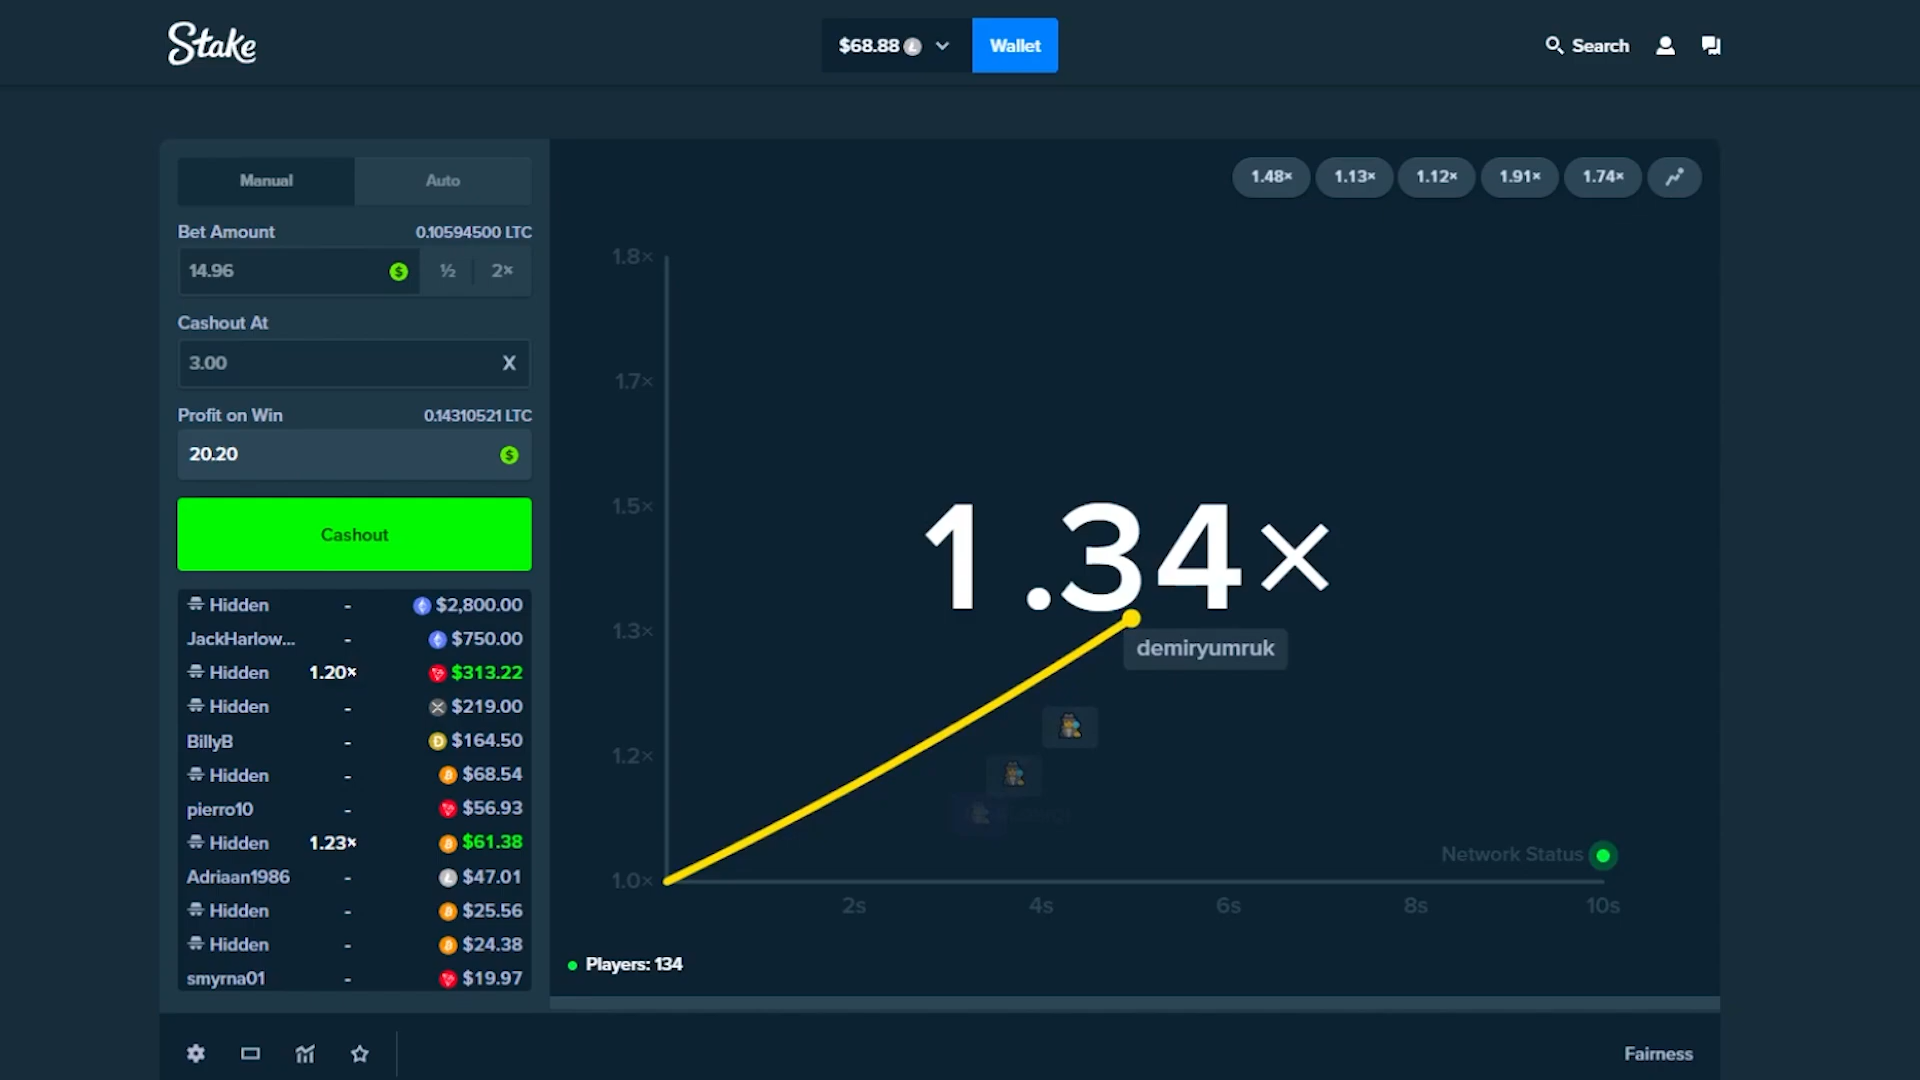 Stake
$68.88
Wallet
Search
Manual
Auto
Bet Amount
0.10594500 LTC
14.96
½
2×
Cashout At
3.00
X
Profit on Win
0.14310521 LTC
20.20
Cashout
Hidden - $2,800.00
JackHarlow... - $750.00
Hidden 1.20× $313.22
Hidden - $219.00
BillyB - $164.50
Hidden - $68.54
pierro10 - $56.93
Hidden 1.23× $61.38
Adriaan1986 - $47.01
Hidden - $25.56
Hidden - $24.38
smyrna01 - $19.97
1.48× 1.13× 1.12× 1.91× 1.74×
1.8×
1.7×
1.5×
1.3×
1.2×
1.0×
1.34×
demiryumruk
Network Status
2s 4s 6s 8s 10s
Players: 134
Fairness